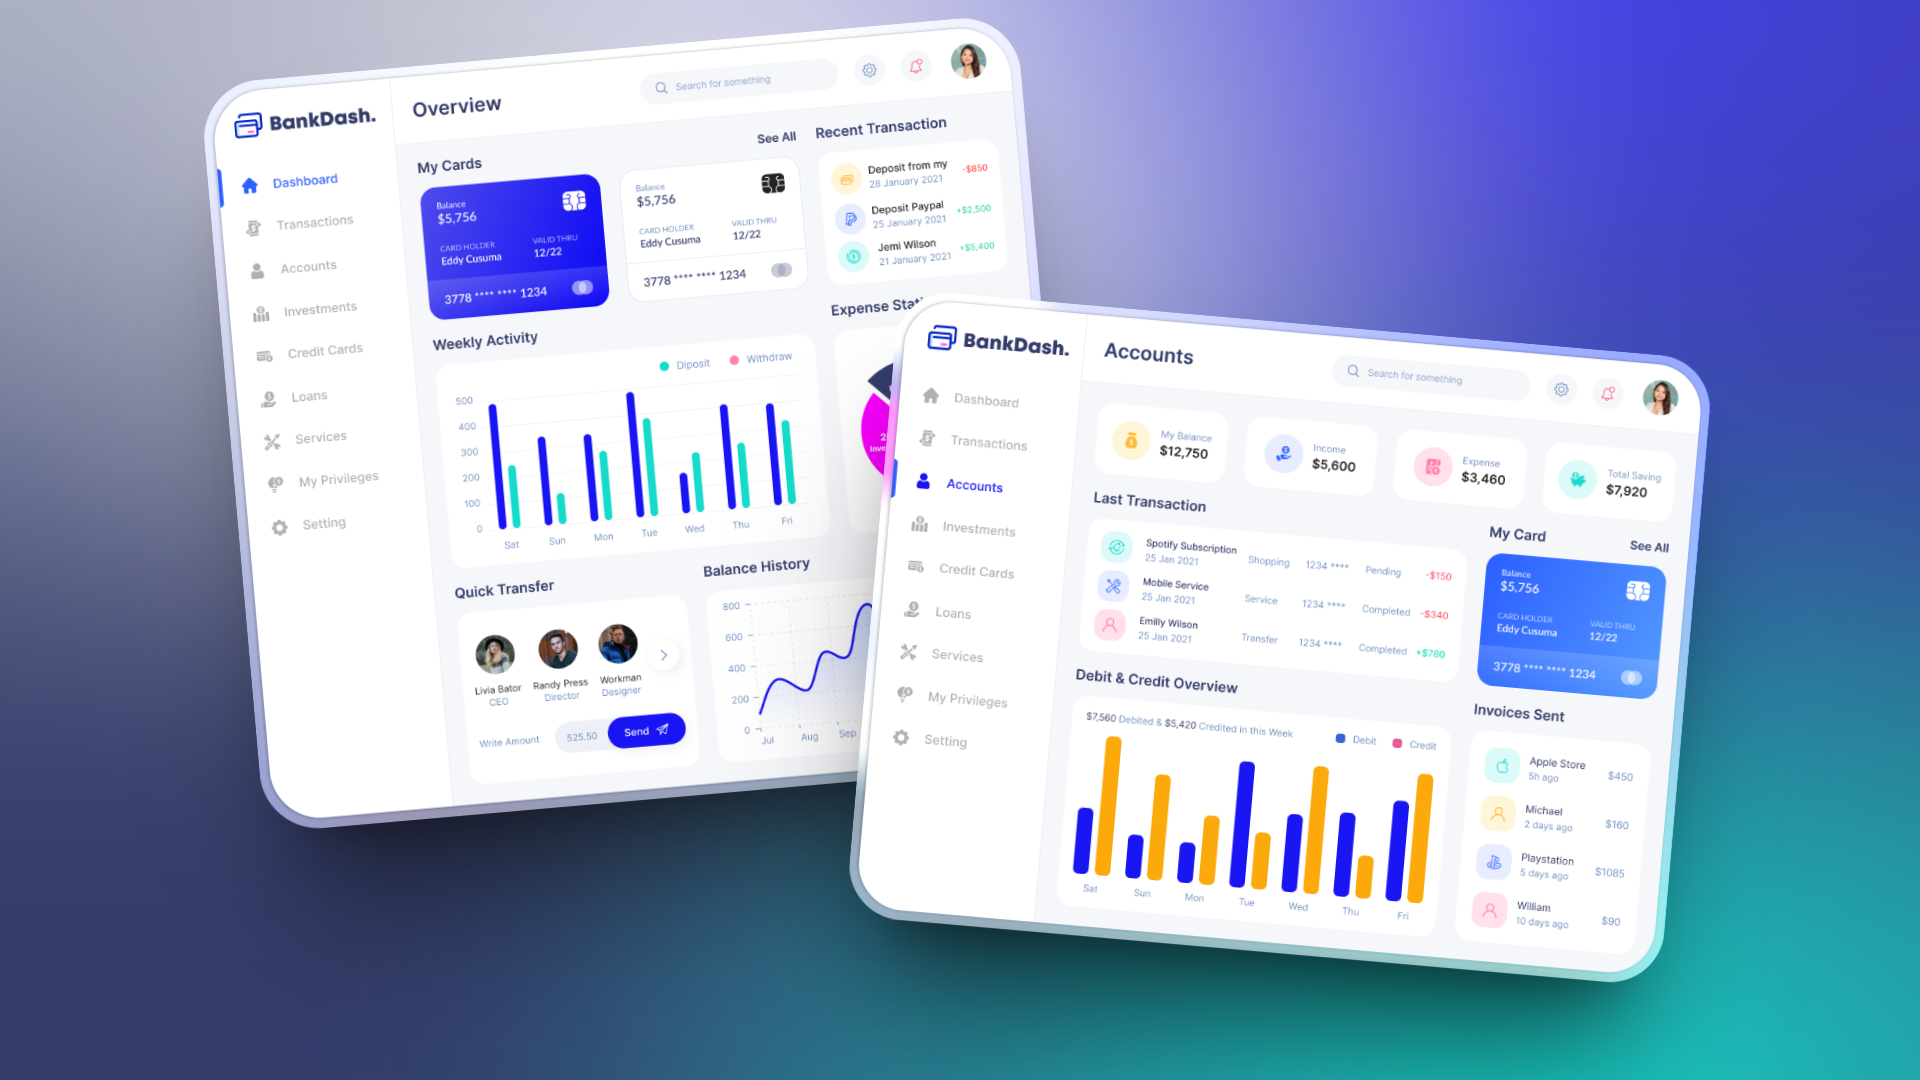 BankDash.
Overview
Search for something
Dashboard
Transactions
Accounts
Investments
Credit Cards
Loans
Services
My Privileges
Setting
My Cards
See All
Balance
$5,756
CARD HOLDER
Eddy Cusuma
VALID THRU
12/22
3778 **** **** 1234
Balance
$5,756
CARD HOLDER
Eddy Cusuma
VALID THRU
12/22
3778 **** **** 1234
Recent Transaction
Deposit from my
28 January 2021
-$850
Deposit Paypal
25 January 2021
+$2,500
Jemi Wilson
21 January 2021
+$5,400
Weekly Activity
Diposit
Withdraw
500
400
300
200
100
0
Sat
Sun
Mon
Tue
Wed
Thu
Fri
Quick Transfer
Livia Bator
CEO
Randy Press
Director
Workman
Designer
Write Amount
525.50
Send
Balance History
800
600
400
200
0
Jul
Aug
Sep
Expense
BankDash.
Accounts
Search for something
Dashboard
Transactions
Accounts
Investments
Credit Cards
Loans
Services
My Privileges
Setting
My Balance
$12,750
Income
$5,600
Expense
$3,460
Total Saving
$7,920
Last Transaction
Spotify Subscription
25 Jan 2021
Shopping
1234 ****
Pending
-$150
Mobile Service
25 Jan 2021
Service
1234 ****
Completed
-$340
Emilly Wilson
25 Jan 2021
Transfer
1234 ****
Completed
+$780
My Card
See All
Balance
$5,756
CARD HOLDER
Eddy Cusuma
VALID THRU
12/22
3778 **** **** 1234
Debit & Credit Overview
$7,560 Debited & $5,420 Credited in this Week
Debit
Credit
Sat
Sun
Mon
Tue
Wed
Thu
Fri
Invoices Sent
Apple Store
5h ago
$450
Michael
2 days ago
$160
Playstation
5 days ago
$1085
William
10 days ago
$90